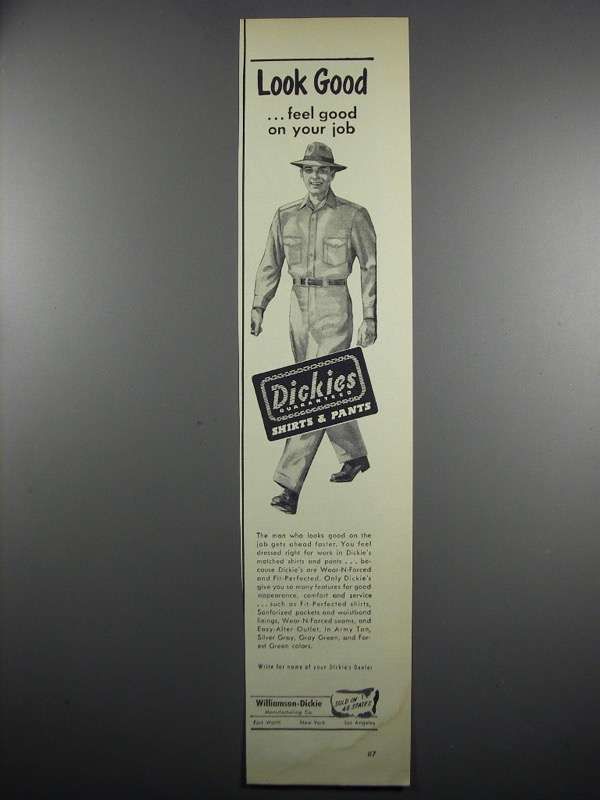 Look Good
...feel good
on your job
Dickies
GUARANTEED
SHIRTS & PANTS
The man who looks good on the
job gets ahead faster. You feel
dressed right for work in Dickie's
matched shirts and pants... be-
cause Dickie's are Wear-N-Forced
and Fit-Perfected. Only Dickie's
give you so many features for good
appearance, comfort and service
...such as Fit-Perfected shirts,
Sanforized pockets and waistband
linings, Wear-N-Forced seams, and
Easy-Alter Outlet. In Army Tan,
Silver Gray, Gray Green, and For-
est Green colors.
Write for name of your Dickie's Dealer
Williamson-Dickie
Manufacturing Co.
SOLD IN
48 STATES
Fort Worth New York Los Angeles
117